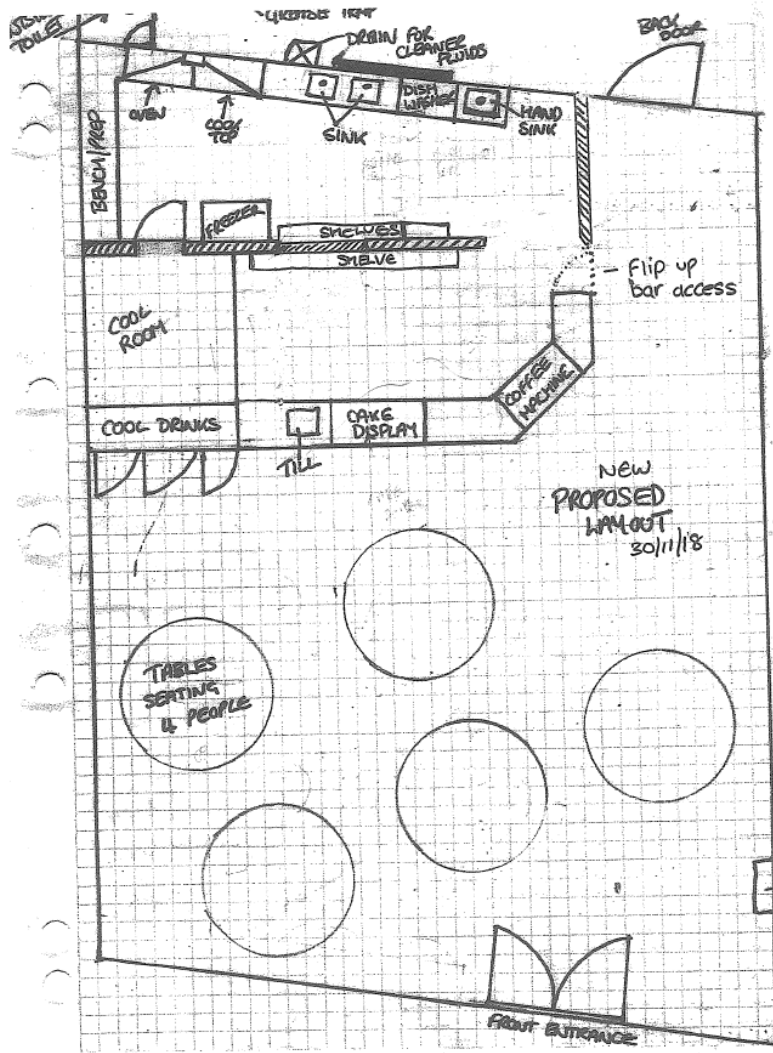 TOILET
GREASE TRAP
DRAIN FOR
CLEANER
FLUIDS
BACK
DOOR
OVEN
COOK
TOP
SINK
DISH
WASHER
HAND
SINK
BENCH/PREP
FREEZER
SHELVES
SHELVE
Flip up
bar access
COOL
ROOM
COFFEE
MACHINE
COOL DRINKS
CAKE
DISPLAY
TILL
NEW
PROPOSED
LAYOUT
30/11/18
TABLES
SEATING
4 PEOPLE
FRONT ENTRANCE